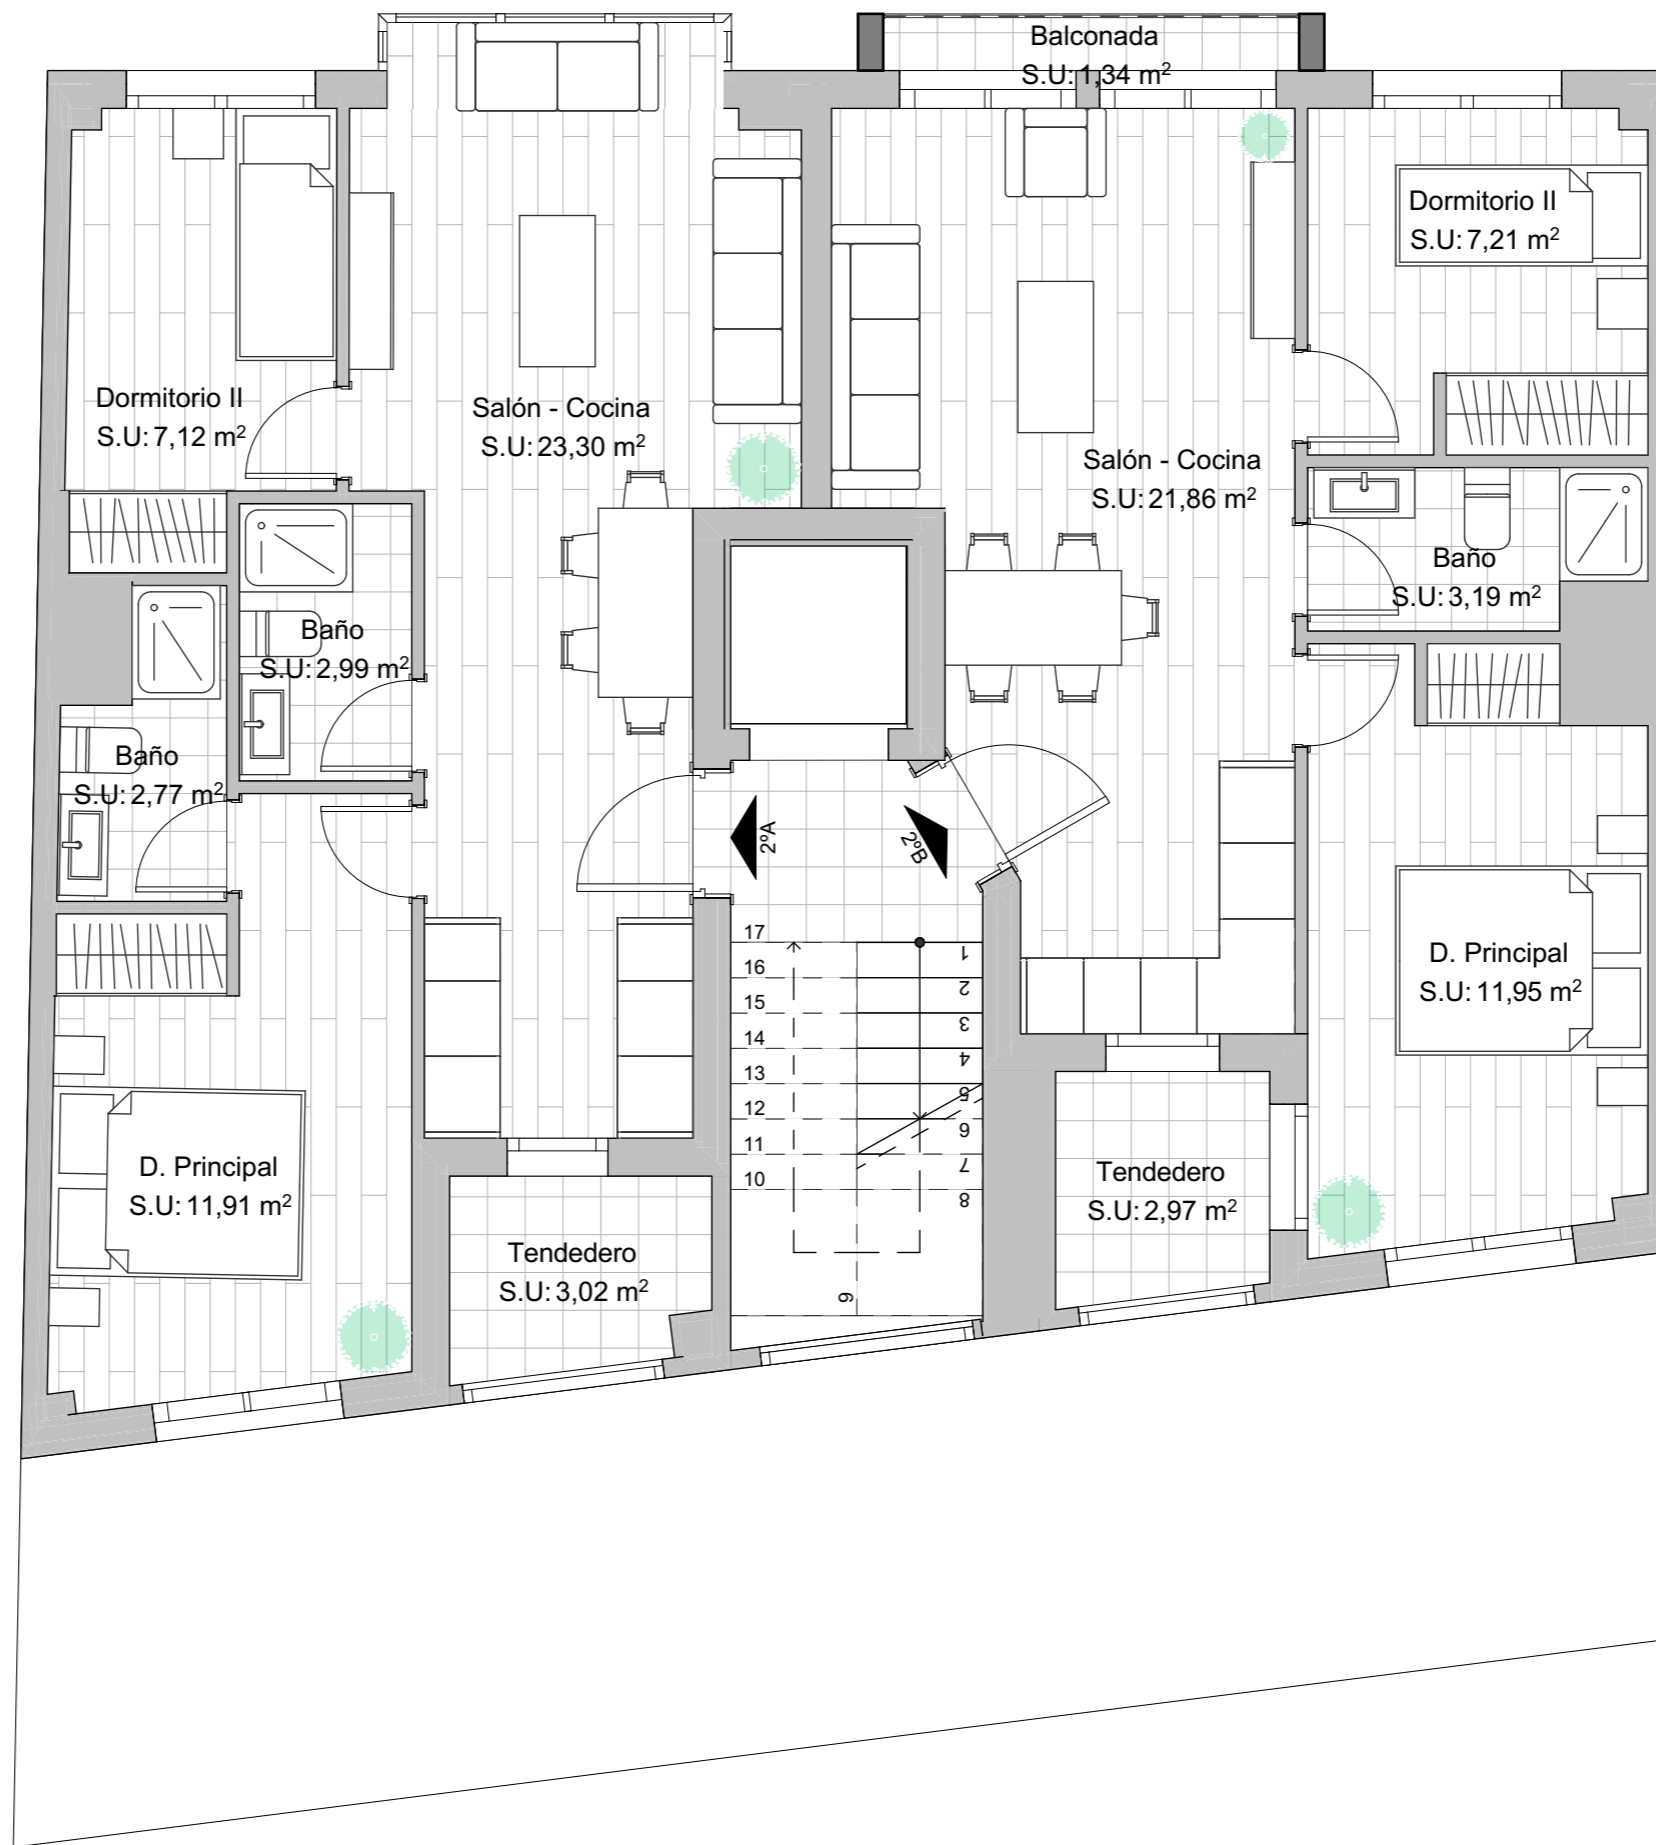 Balconada
S.U: 1,34 m²
Dormitorio II
S.U: 7,21 m²
Dormitorio II
S.U: 7,12 m²
Salón - Cocina
S.U: 23,30 m²
Salón - Cocina
S.U: 21,86 m²
Baño
S.U: 3,19 m²
Baño
S.U: 2,99 m²
Baño
S.U: 2,77 m²
2ºA
2ºB
D. Principal
S.U: 11,95 m²
17
16
15
14
13
12
11
10
1
2
3
4
5
6
7
8
9
D. Principal
S.U: 11,91 m²
Tendedero
S.U: 2,97 m²
Tendedero
S.U: 3,02 m²